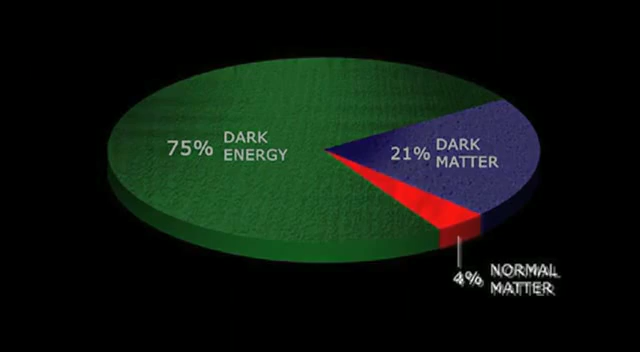 75% DARK
ENERGY
21% DARK
MATTER
4% NORMAL
MATTER